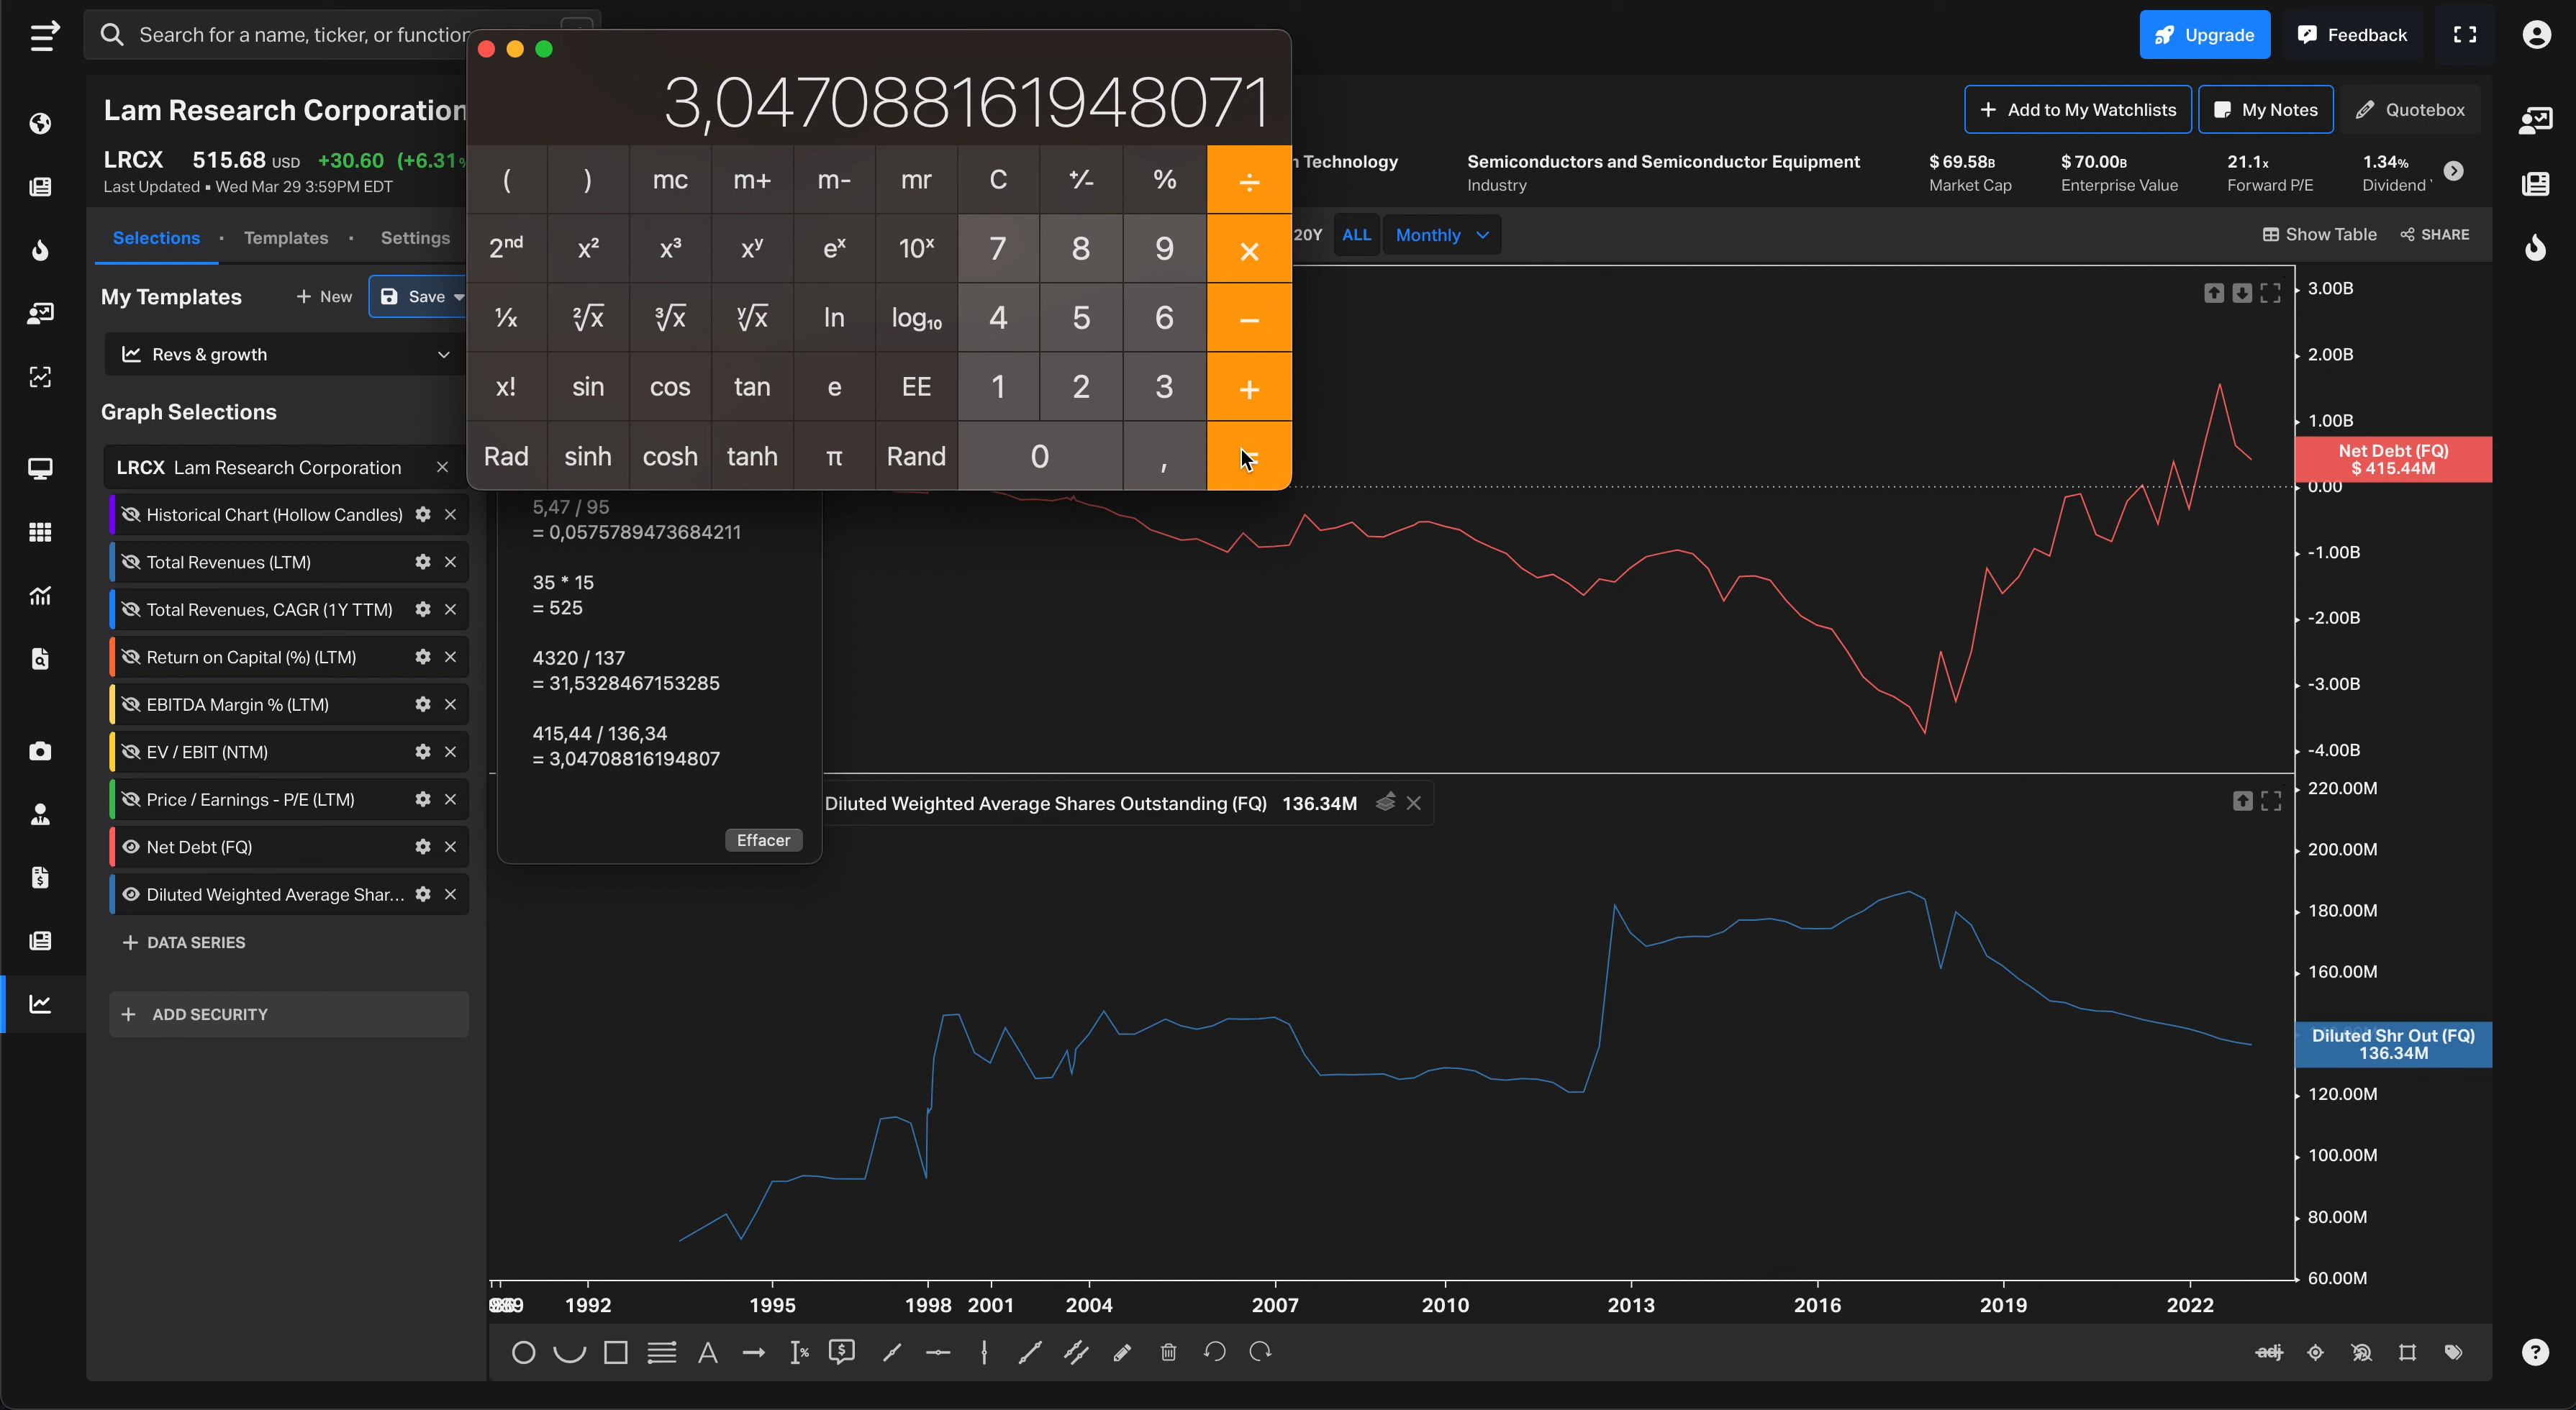 Search for a name, ticker, or function
Upgrade
Feedback
Lam Research Corporation
LRCX 515.68 USD +30.60 (+6.31%
Last Updated ▪ Wed Mar 29 3:59PM EDT
+ Add to My Watchlists
My Notes
Quotebox
Technology
Semiconductors and Semiconductor Equipment
Industry
$ 69.58B
Market Cap
$ 70.00B
Enterprise Value
21.1x
Forward P/E
1.34%
Dividend
3,047088161948071
( ) mc m+ m- mr C +/- % ÷
2nd x² x³ xʸ eˣ 10ˣ 7 8 9 ×
1/x ²√x ³√x ʸ√x ln log₁₀ 4 5 6 −
x! sin cos tan e EE 1 2 3 +
Rad sinh cosh tanh π Rand 0 , =
5,47 / 95
= 0,0575789473684211
35 * 15
= 525
4320 / 137
= 31,5328467153285
415,44 / 136,34
= 3,04708816194807
Effacer
Selections · Templates · Settings
20Y ALL Monthly
Show Table
SHARE
My Templates
+ New
Save
Revs & growth
Graph Selections
LRCX Lam Research Corporation
Historical Chart (Hollow Candles)
Total Revenues (LTM)
Total Revenues, CAGR (1Y TTM)
Return on Capital (%) (LTM)
EBITDA Margin % (LTM)
EV / EBIT (NTM)
Price / Earnings - P/E (LTM)
Net Debt (FQ)
Diluted Weighted Average Shar...
+ DATA SERIES
+ ADD SECURITY
3.00B
2.00B
1.00B
Net Debt (FQ)
$ 415.44M
0.00
-1.00B
-2.00B
-3.00B
-4.00B
Diluted Weighted Average Shares Outstanding (FQ) 136.34M
220.00M
200.00M
180.00M
160.00M
Diluted Shr Out (FQ)
136.34M
120.00M
100.00M
80.00M
60.00M
1992 1995 1998 2001 2004 2007 2010 2013 2016 2019 2022
A
%
$
adj
?